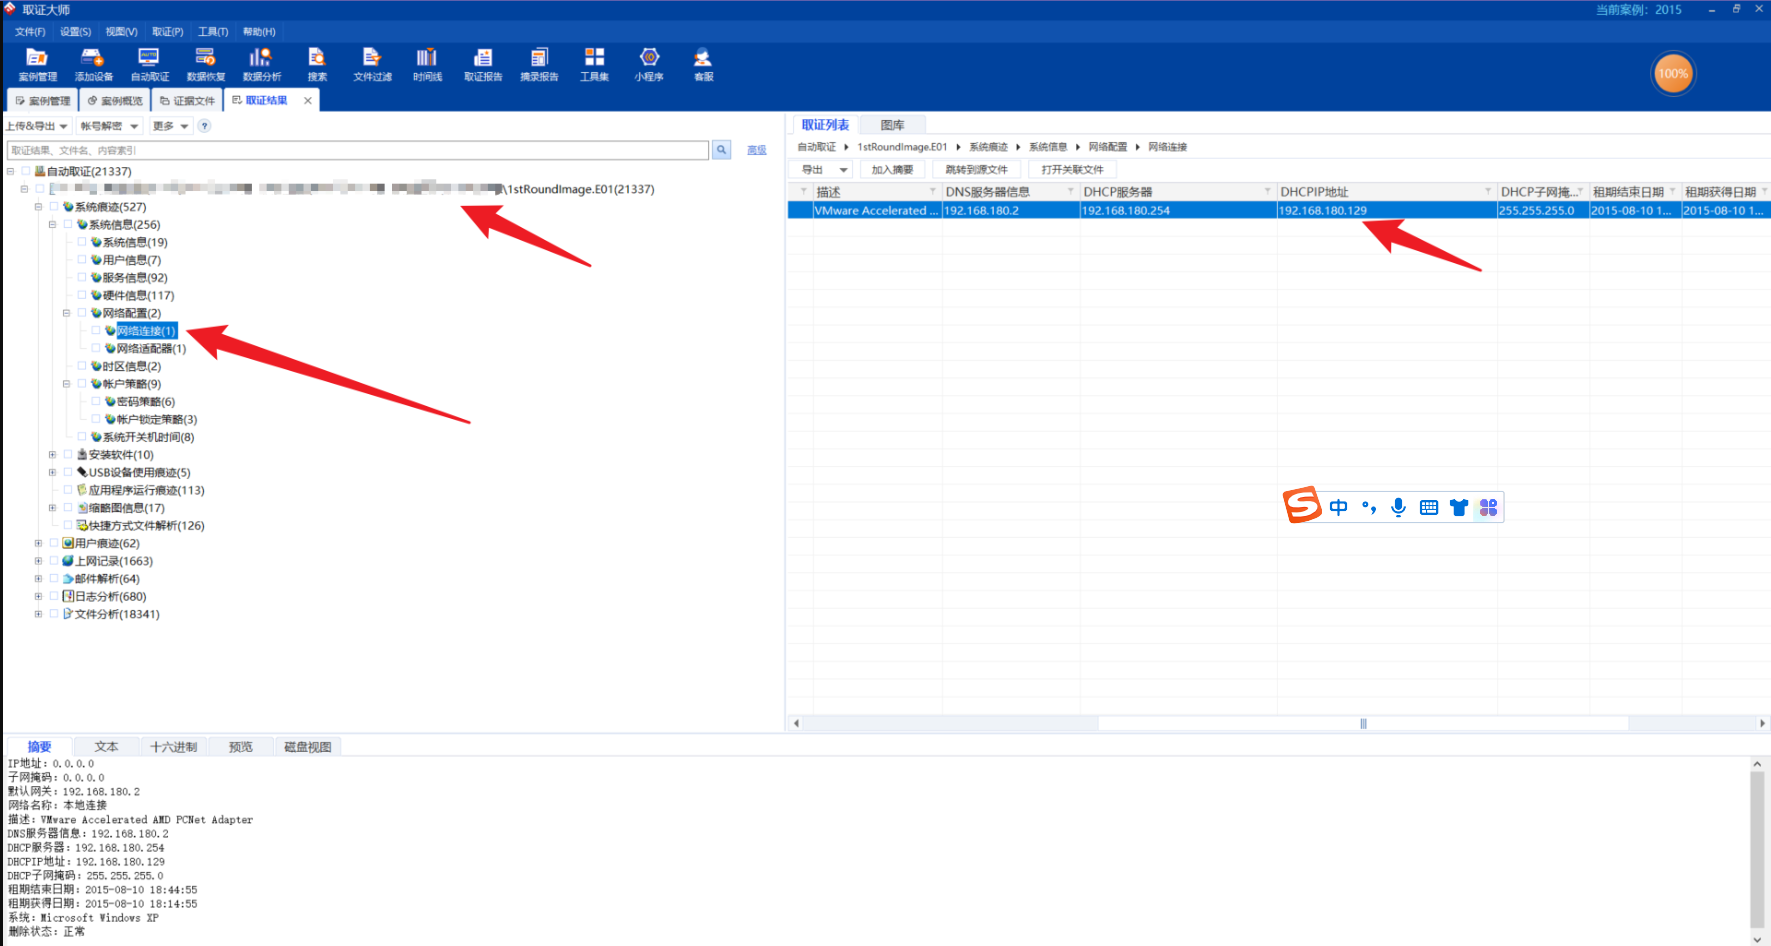 取证大师
当前案例：2015
文件(F) 设置(S) 视图(V) 取证(P) 工具(T) 帮助(H)
AUTO
案例管理 添加设备 自动取证 数据恢复 数据分析 搜索 文件过滤 时间线 取证报告 摘录报告 工具集 小程序 客服
100%
案例管理 案例概览 证据文件 取证结果
上传&导出 帐号解密 更多 ?
取证结果、文件名、内容索引
高级
自动取证(21337)
\1stRoundImage.E01(21337)
系统痕迹(527)
系统信息(256)
系统信息(19)
用户信息(7)
服务信息(92)
硬件信息(117)
网络配置(2)
网络连接(1)
网络适配器(1)
时区信息(2)
帐户策略(9)
密码策略(6)
帐户锁定策略(3)
系统开关机时间(8)
安装软件(10)
USB设备使用痕迹(5)
应用程序运行痕迹(113)
缩略图信息(17)
快捷方式文件解析(126)
用户痕迹(62)
上网记录(1663)
邮件解析(64)
日志分析(680)
文件分析(18341)
取证列表 图库
自动取证 1stRoundImage.E01 系统痕迹 系统信息 网络配置 网络连接
导出 加入摘要 跳转到源文件 打开关联文件
描述 DNS服务器信息 DHCP服务器 DHCPIP地址 DHCP子网掩... 租期结束日期 租期获得日期
VMware Accelerated ... 192.168.180.2 192.168.180.254 192.168.180.129 255.255.255.0 2015-08-10 1... 2015-08-10 1...
S 中
摘要 文本 十六进制 预览 磁盘视图
IP地址：0.0.0.0
子网掩码：0.0.0.0
默认网关：192.168.180.2
网络名称：本地连接
描述：VMware Accelerated AMD PCNet Adapter
DNS服务器信息：192.168.180.2
DHCP服务器：192.168.180.254
DHCPIP地址：192.168.180.129
DHCP子网掩码：255.255.255.0
租期结束日期：2015-08-10 18:44:55
租期获得日期：2015-08-10 18:14:55
系统：Microsoft Windows XP
删除状态：正常